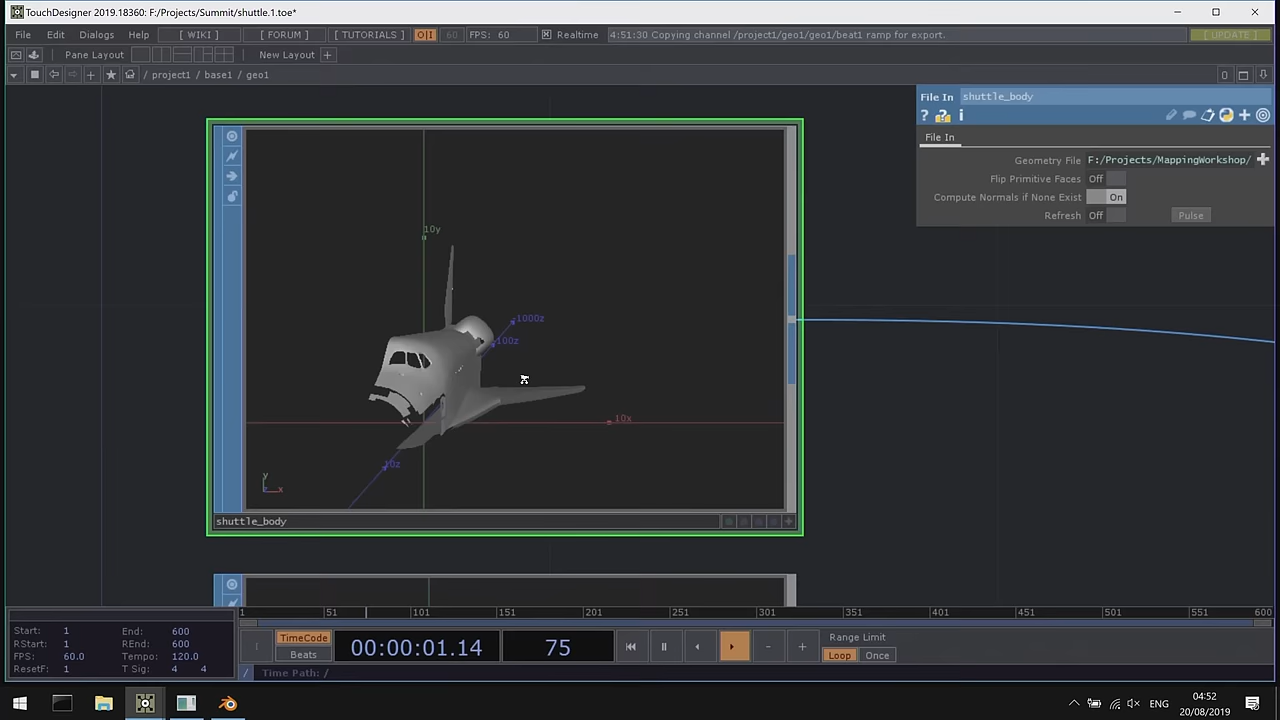 TouchDesigner 2019.18360: F:/Projects/Summit/shuttle.1.toe*
File Edit Dialogs Help [ WIKI ] [ FORUM ] [ TUTORIALS ] O|I 60 FPS: 60 Realtime 4:51:30 Copying channel /project1/geo1/geo1/beat1 ramp for export. [ UPDATE ]
Pane Layout New Layout +
/ project1 / base1 / geo1
0
File In shuttle_body
File In
Geometry File F:/Projects/MappingWorkshop/
Flip Primitive Faces Off
Compute Normals if None Exist On
Refresh Off Pulse
10y
-1000z
-100z
10x
10z
y
x
shuttle_body
1 51 101 151 201 251 301 351 401 451 501 551 600
Start: 1 End: 600
RStart: 1 REnd: 600
FPS: 60.0 Tempo: 120.0
ResetF: 1 T Sig: 4 4
TimeCode
Beats
00:00:01.14
75
Range Limit
Loop Once
/ Time Path: /
ENG
04:52
20/08/2019